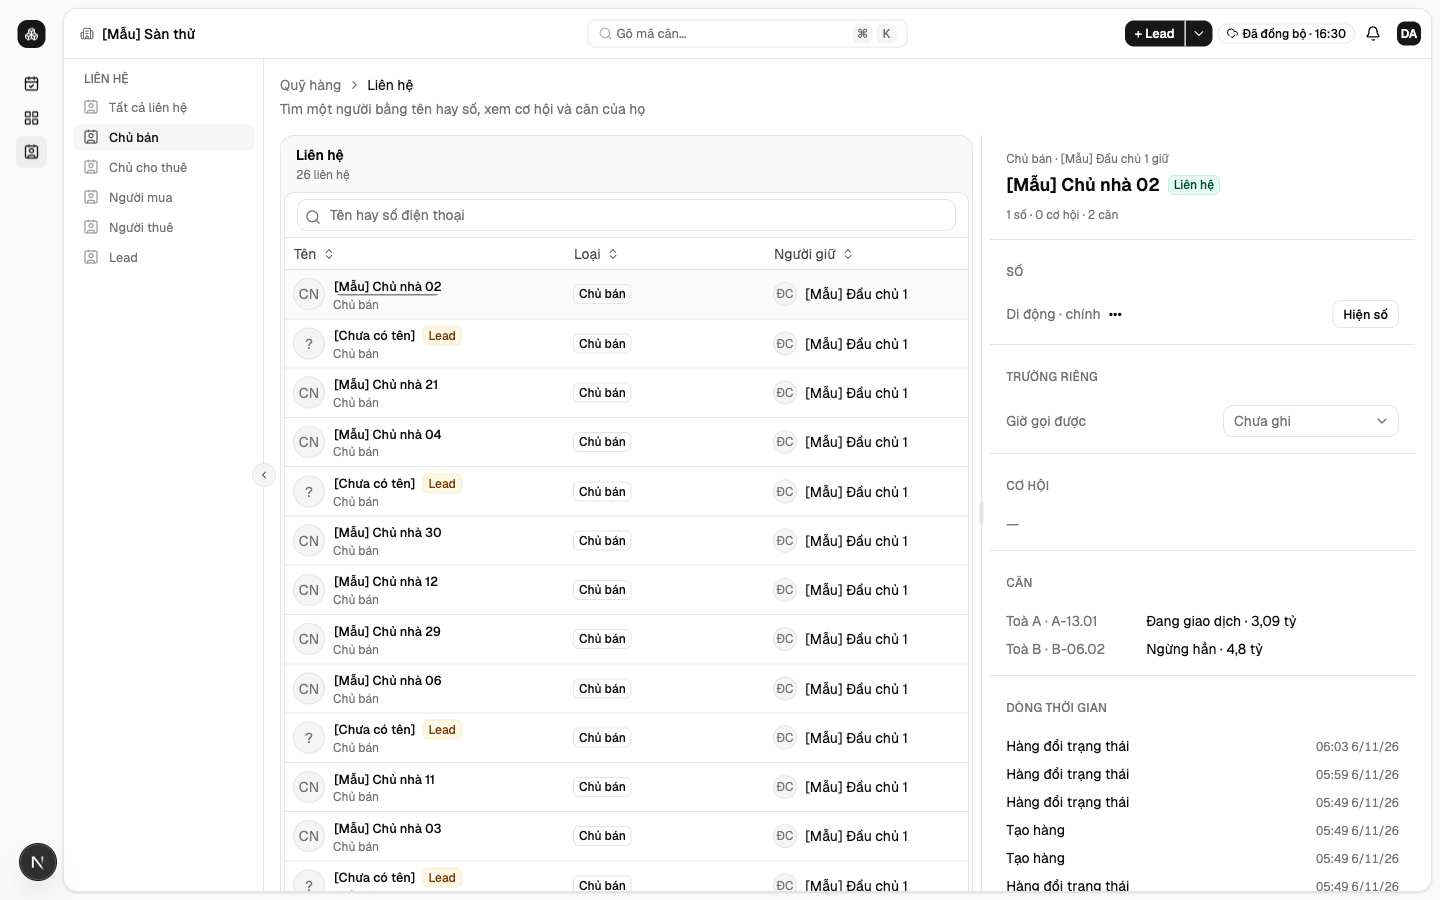 [Mẫu] Sàn thử
Gõ mã căn...
⌘ K
+ Lead
Đã đồng bộ · 16:30
DA
LIÊN HỆ
Tất cả liên hệ
Chủ bán
Chủ cho thuê
Người mua
Người thuê
Lead
N
Quỹ hàng > Liên hệ
Tìm một người bằng tên hay số, xem cơ hội và căn của họ
Liên hệ
26 liên hệ
Tên hay số điện thoại
Tên Loại Người giữ
CN [Mẫu] Chủ nhà 02 Chủ bán ĐC [Mẫu] Đầu chủ 1
Chủ bán
? [Chưa có tên] Lead Chủ bán ĐC [Mẫu] Đầu chủ 1
Chủ bán
CN [Mẫu] Chủ nhà 21 Chủ bán ĐC [Mẫu] Đầu chủ 1
Chủ bán
CN [Mẫu] Chủ nhà 04 Chủ bán ĐC [Mẫu] Đầu chủ 1
Chủ bán
? [Chưa có tên] Lead Chủ bán ĐC [Mẫu] Đầu chủ 1
Chủ bán
CN [Mẫu] Chủ nhà 30 Chủ bán ĐC [Mẫu] Đầu chủ 1
Chủ bán
CN [Mẫu] Chủ nhà 12 Chủ bán ĐC [Mẫu] Đầu chủ 1
Chủ bán
CN [Mẫu] Chủ nhà 29 Chủ bán ĐC [Mẫu] Đầu chủ 1
Chủ bán
CN [Mẫu] Chủ nhà 06 Chủ bán ĐC [Mẫu] Đầu chủ 1
Chủ bán
? [Chưa có tên] Lead Chủ bán ĐC [Mẫu] Đầu chủ 1
Chủ bán
CN [Mẫu] Chủ nhà 11 Chủ bán ĐC [Mẫu] Đầu chủ 1
Chủ bán
CN [Mẫu] Chủ nhà 03 Chủ bán ĐC [Mẫu] Đầu chủ 1
Chủ bán
? [Chưa có tên] Lead Chủ bán ĐC [Mẫu] Đầu chủ 1
Chủ bán · [Mẫu] Đầu chủ 1 giữ
[Mẫu] Chủ nhà 02 Liên hệ
1 số · 0 cơ hội · 2 căn
SỐ
Di động · chính ••• Hiện số
TRƯỜNG RIÊNG
Giờ gọi được Chưa ghi
CƠ HỘI
—
CĂN
Toà A · A-13.01 Đang giao dịch · 3,09 tỷ
Toà B · B-06.02 Ngừng hẳn · 4,8 tỷ
DÒNG THỜI GIAN
Hàng đổi trạng thái 06:03 6/11/26
Hàng đổi trạng thái 05:59 6/11/26
Hàng đổi trạng thái 05:49 6/11/26
Tạo hàng 05:49 6/11/26
Tạo hàng 05:49 6/11/26
Hàng đổi trạng thái 05:49 6/11/26